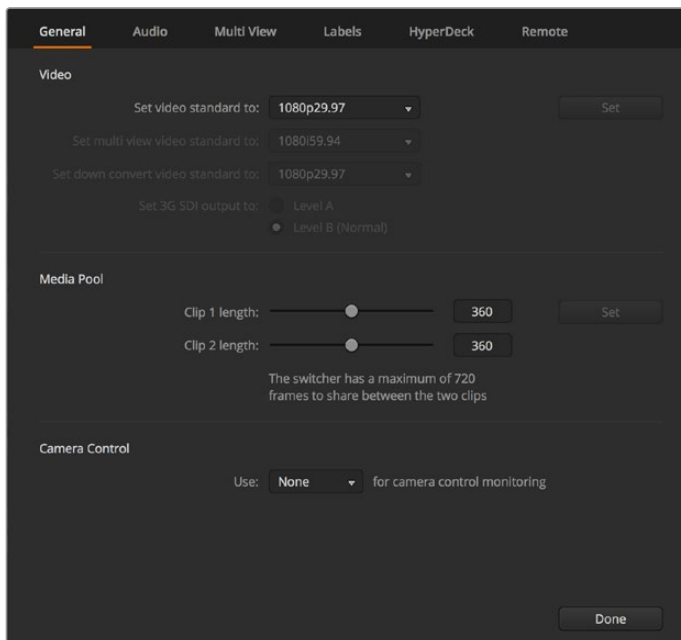 General Audio Multi View Labels HyperDeck Remote
Video
Set video standard to: 1080p29.97 Set
Set multi view video standard to: 1080i59.94
Set down convert video standard to: 1080p29.97
Set 3G SDI output to: Level A
Level B (Normal)
Media Pool
Clip 1 length: 360 Set
Clip 2 length: 360
The switcher has a maximum of 720
frames to share between the two clips
Camera Control
Use: None for camera control monitoring
Done